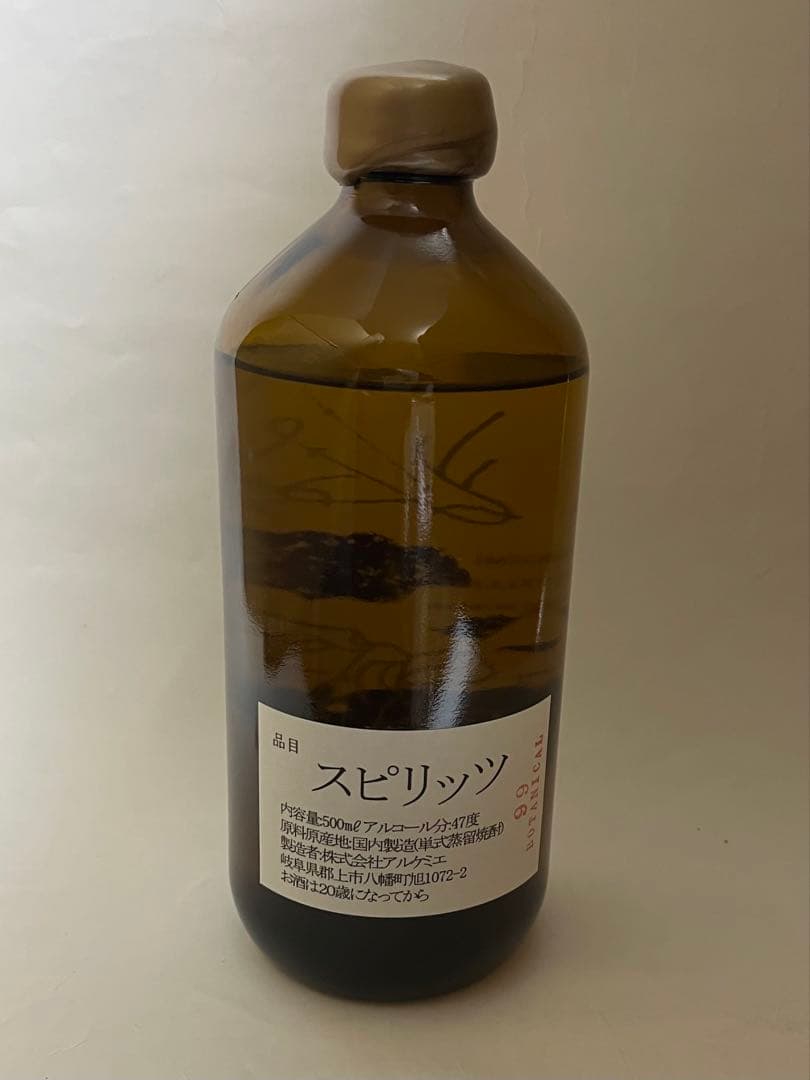 品目
スピリッツ
内容量:500mℓ アルコール分:47度
原料原産地:国内製造(単式蒸留焼酎)
製造者:株式会社アルケミエ
岐阜県郡上市八幡町旭1072-2
お酒は20歳になってから
99
BOTANICAL